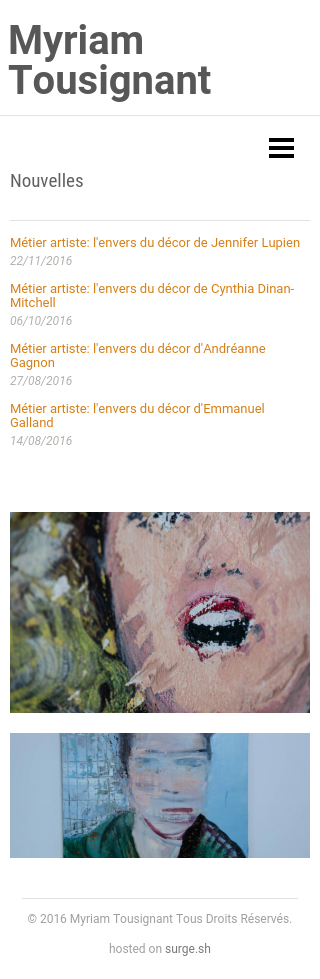 Myriam
Tousignant
Nouvelles
Métier artiste: l'envers du décor de Jennifer Lupien
22/11/2016
Métier artiste: l'envers du décor de Cynthia Dinan-
Mitchell
06/10/2016
Métier artiste: l'envers du décor d'Andréanne
Gagnon
27/08/2016
Métier artiste: l'envers du décor d'Emmanuel
Galland
14/08/2016
© 2016 Myriam Tousignant Tous Droits Réservés.
hosted on surge.sh